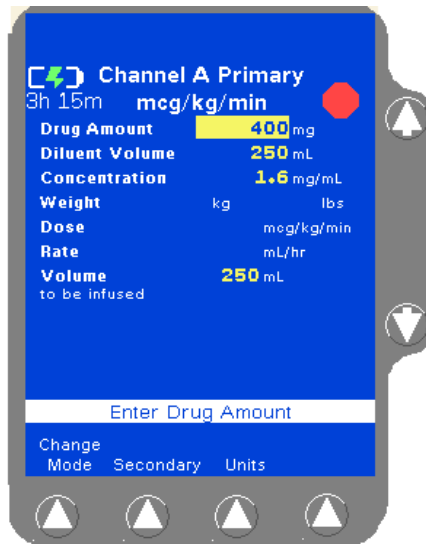 Channel A Primary
3h 15m mcg/kg/min
Drug Amount 400 mg
Diluent Volume 250 mL
Concentration 1.6 mg/mL
Weight kg lbs
Dose mcg/kg/min
Rate mL/hr
Volume 250 mL
to be infused
Enter Drug Amount
Change
Mode Secondary Units